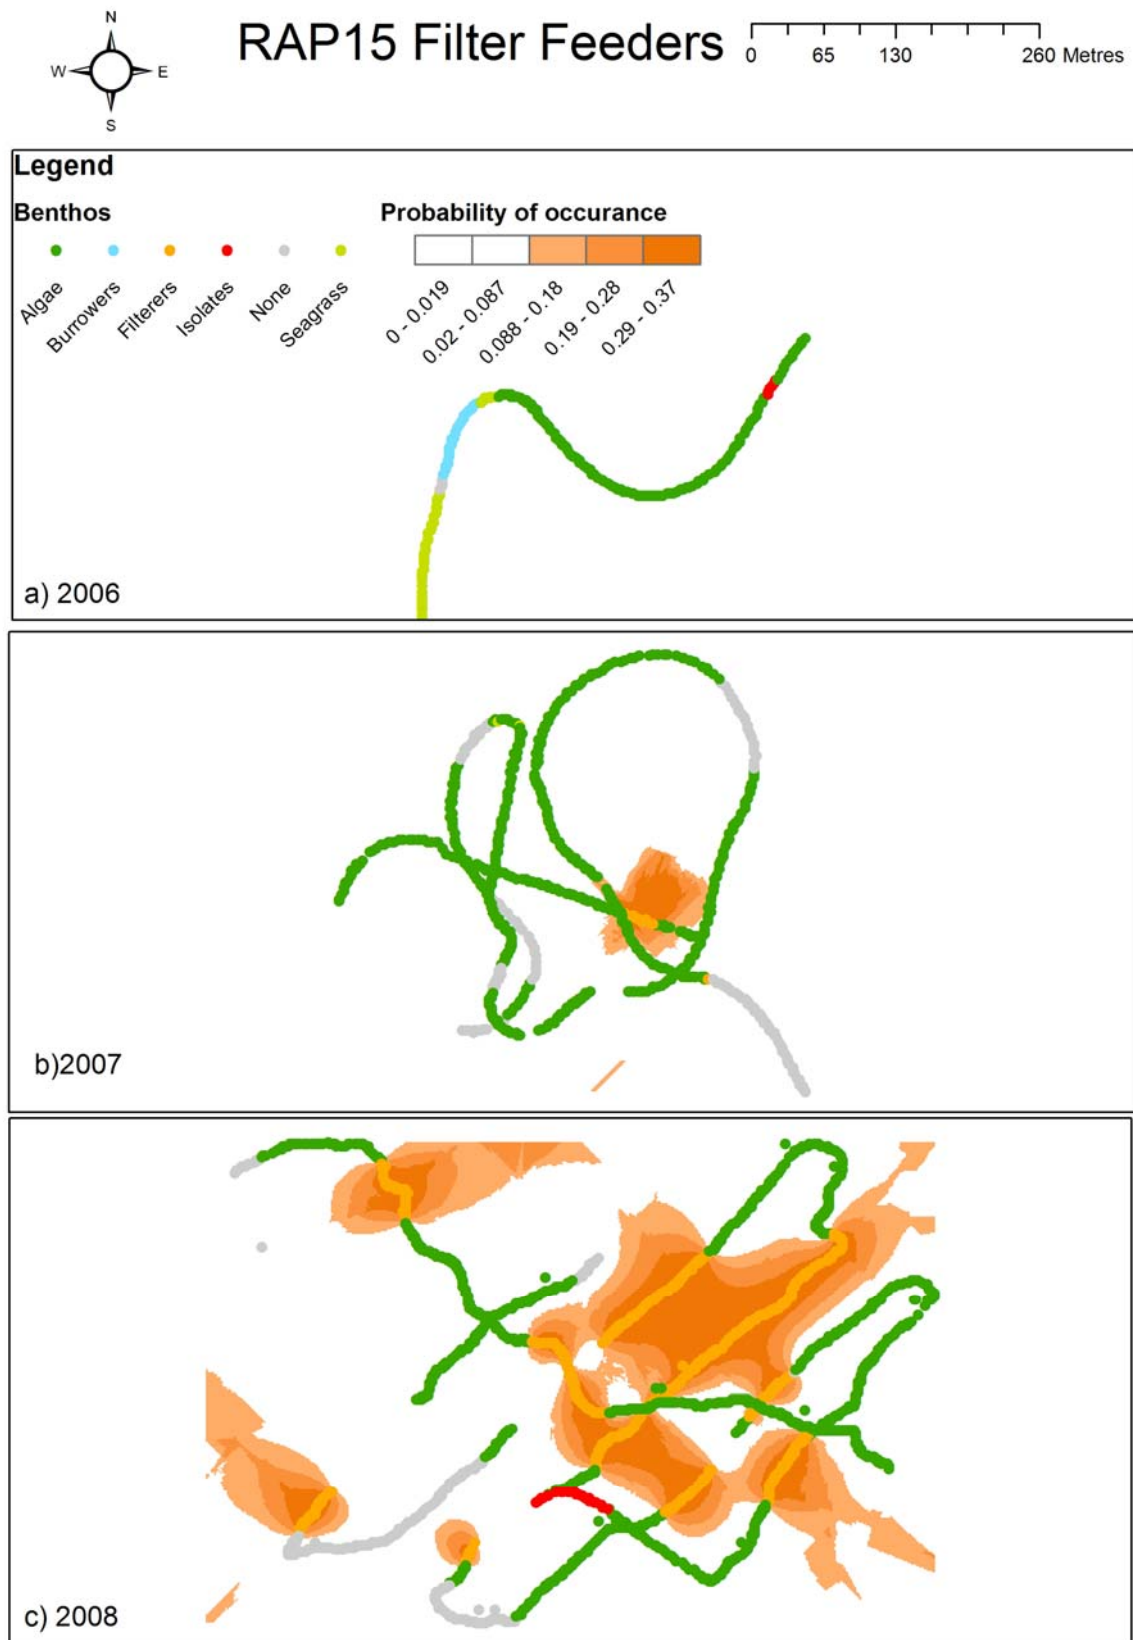 N
RAP15 Filter Feeders
W E
0 65 130 260 Metres
S
Legend
Benthos Probability of occurance
Algae
Burrowers
Filterers
Isolates
None
Seagrass
0 - 0.019
0.02 - 0.087
0.088 - 0.18
0.19 - 0.28
0.29 - 0.37
a) 2006
b)2007
c) 2008